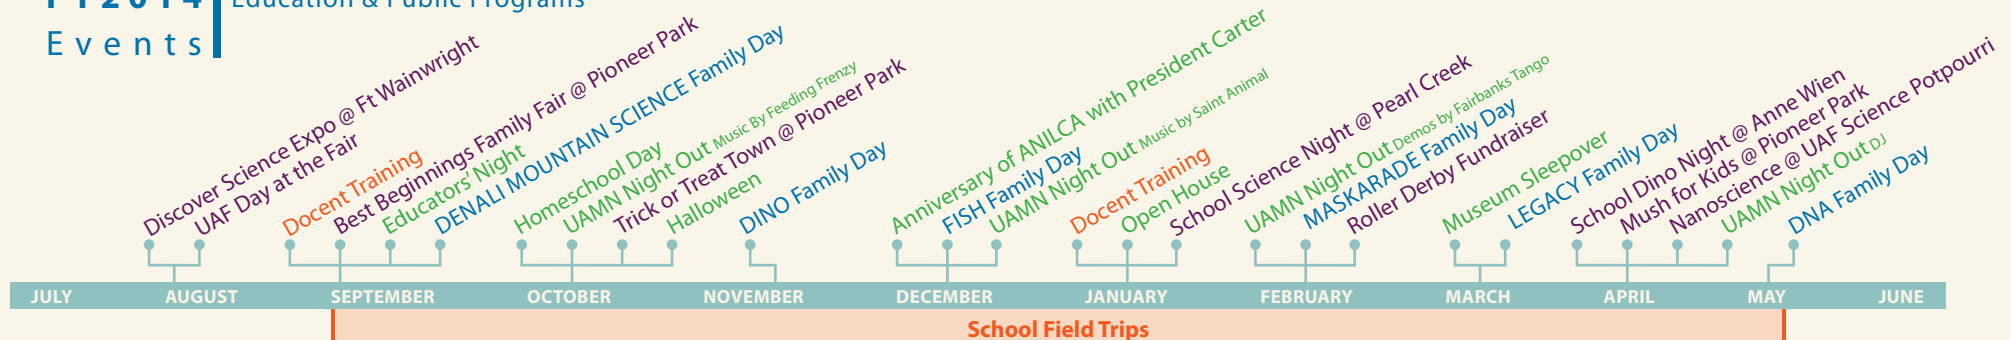 FY2014
Education & Public Programs
Events
Discover Science Expo @ Ft Wainwright
UAF Day at the Fair
Docent Training
Best Beginnings Family Fair @ Pioneer Park
Educators' Night
DENALI MOUNTAIN SCIENCE Family Day
Homeschool Day
UAMN Night Out Music By Feeding Frenzy
Trick or Treat Town @ Pioneer Park
Halloween
DINO Family Day
Anniversary of ANILCA with President Carter
FISH Family Day
UAMN Night Out Music by Saint Animal
Docent Training
Open House
School Science Night @ Pearl Creek
UAMN Night Out Demos by Fairbanks Tango
MASKARADE Family Day
Roller Derby Fundraiser
Museum Sleepover
LEGACY Family Day
School Dino Night @ Anne Wien
Mush for Kids @ Pioneer Park
Nanoscience @ UAF Science Potpourri
UAMN Night Out DJ
DNA Family Day
JULY AUGUST SEPTEMBER OCTOBER NOVEMBER DECEMBER JANUARY FEBRUARY MARCH APRIL MAY JUNE
School Field Trips